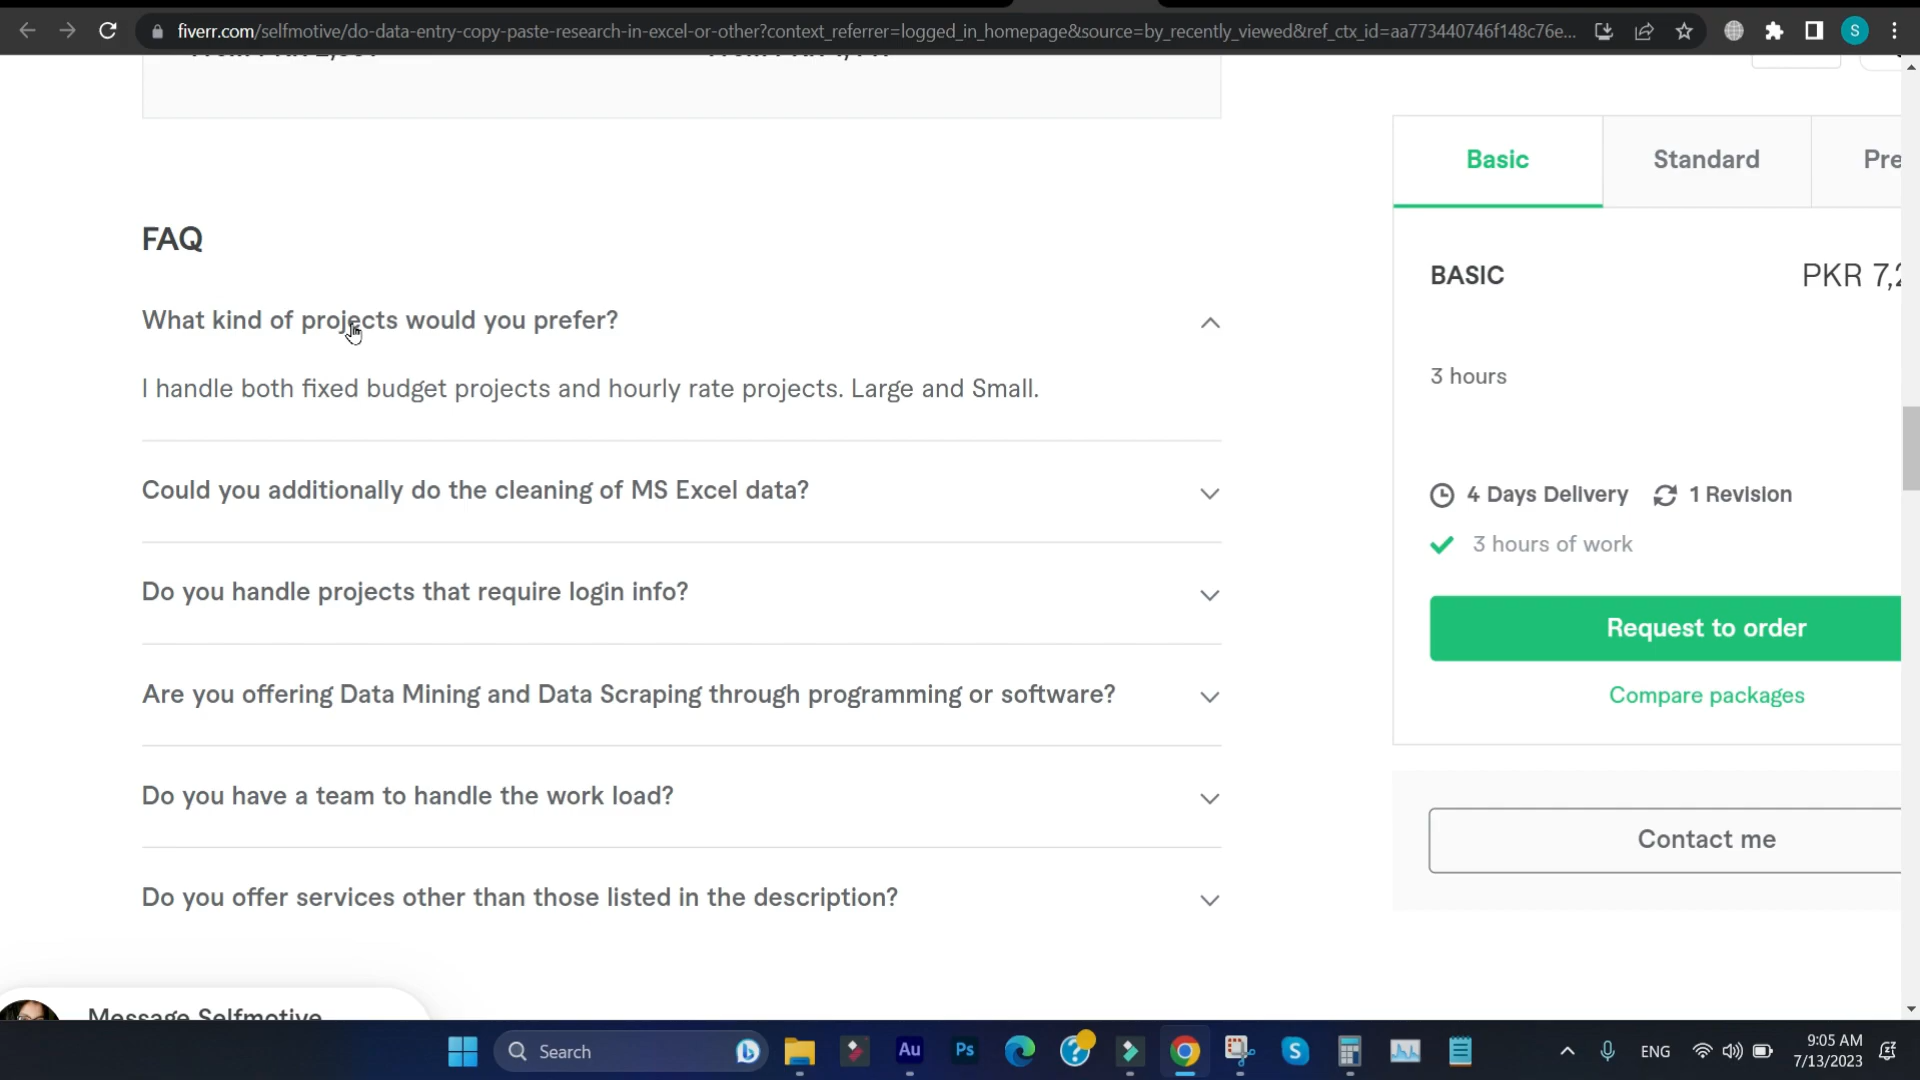 fiverr.com/selfmotive/do-data-entry-copy-paste-research-in-excel-or-other?context_referrer=logged_in_homepage&source=by_recently_viewed&ref_ctx_id=aa773440746f148c76e...
S
FAQ
What kind of projects would you prefer?
I handle both fixed budget projects and hourly rate projects. Large and Small.
Could you additionally do the cleaning of MS Excel data?
Do you handle projects that require login info?
Are you offering Data Mining and Data Scraping through programming or software?
Do you have a team to handle the work load?
Do you offer services other than those listed in the description?
Message Selfmotive
Basic
Standard
Pre
BASIC
PKR 7,2
3 hours
4 Days Delivery
1 Revision
3 hours of work
Request to order
Compare packages
Contact me
Search
Au
Ps
ENG
9:05 AM
7/13/2023